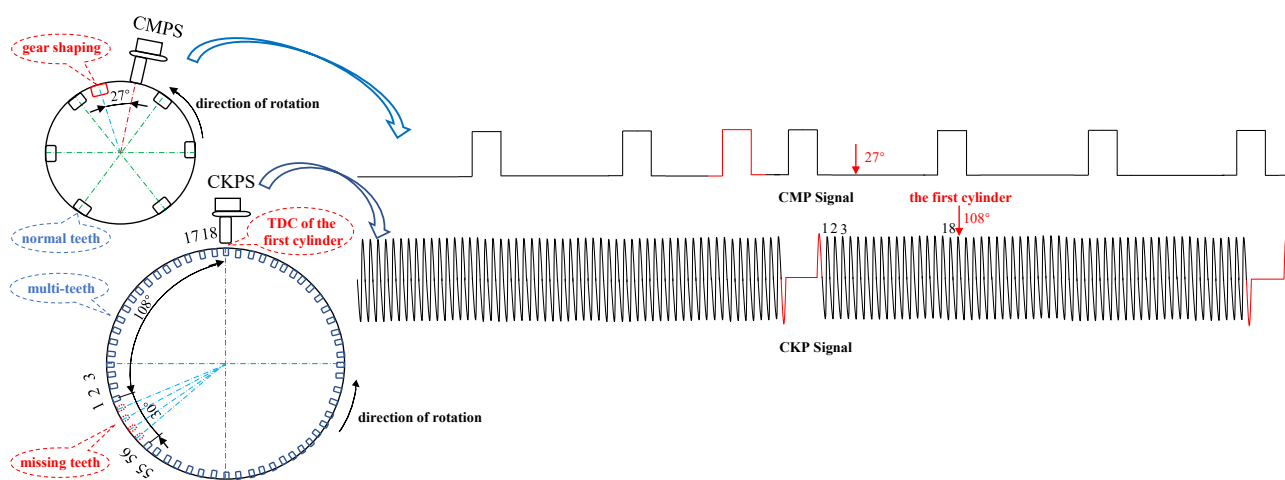 CMPS
gear shaping
27°
direction of rotation
normal teeth
CKPS
TDC of the
first cylinder
17 18
multi-teeth
108°
1 2 3
30°
direction of rotation
missing teeth
55 56
27°
CMP Signal
the first cylinder
108°
1 2 3
18
CKP Signal